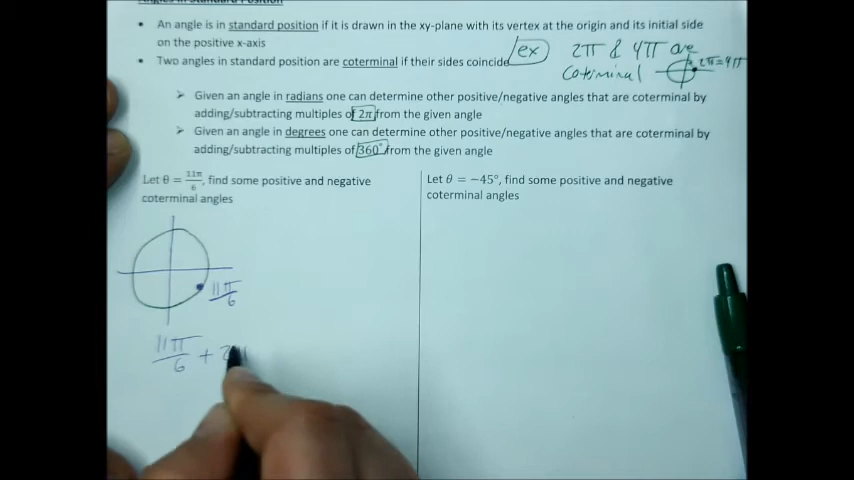 Angles in Standard Position
• An angle is in standard position if it is drawn in the xy-plane with its vertex at the origin and its initial side
on the positive x-axis
• Two angles in standard position are coterminal if their sides coincide
ex 2π & 4π are
coterminal 2π=4π
➢ Given an angle in radians one can determine other positive/negative angles that are coterminal by
adding/subtracting multiples of 2π from the given angle
➢ Given an angle in degrees one can determine other positive/negative angles that are coterminal by
adding/subtracting multiples of 360° from the given angle
Let θ = 11π/6, find some positive and negative
coterminal angles
Let θ = −45°, find some positive and negative
coterminal angles
11π/6
11π/6 + 2